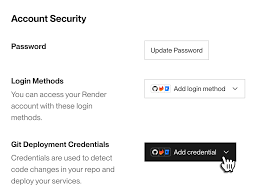 Account Security
Password
Update Password
Login Methods
You can access your Render
account with these login
methods.
Add login method
Git Deployment Credentials
Credentials are used to detect
code changes in your repo and
deploy your services.
Add credential